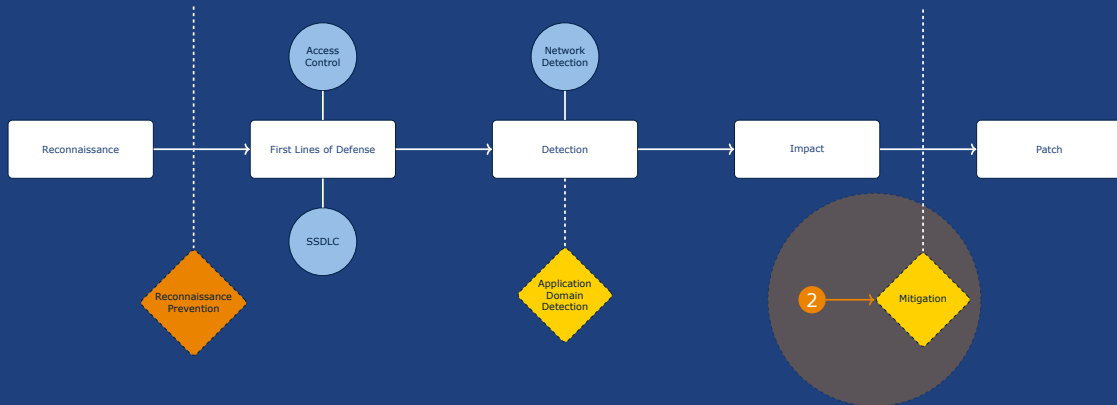 Access
Control
Network
Detection
Reconnaissance
First Lines of Defense
Detection
Impact
Patch
SSDLC
Reconnaissance
Prevention
Application
Domain
Detection
2
Mitigation